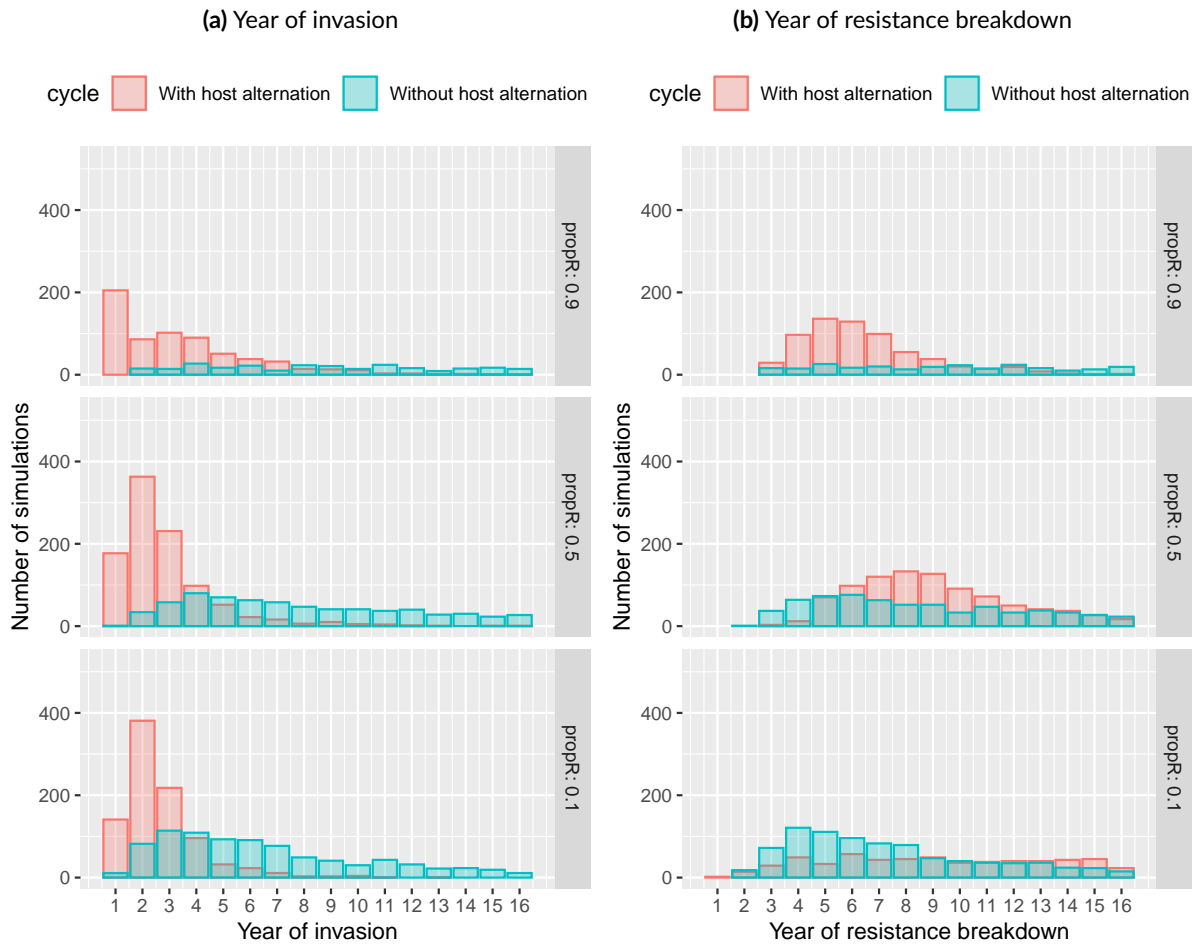 (a) Year of invasion
cycle With host alternation Without host alternation
400
200
0
propR: 0.9
400
200
0
propR: 0.5
400
200
0
propR: 0.1
Number of simulations
1 2 3 4 5 6 7 8 9 10 11 12 13 14 15 16
Year of invasion
(b) Year of resistance breakdown
cycle With host alternation Without host alternation
400
200
0
propR: 0.9
400
200
0
propR: 0.5
400
200
0
propR: 0.1
Number of simulations
1 2 3 4 5 6 7 8 9 10 11 12 13 14 15 16
Year of resistance breakdown